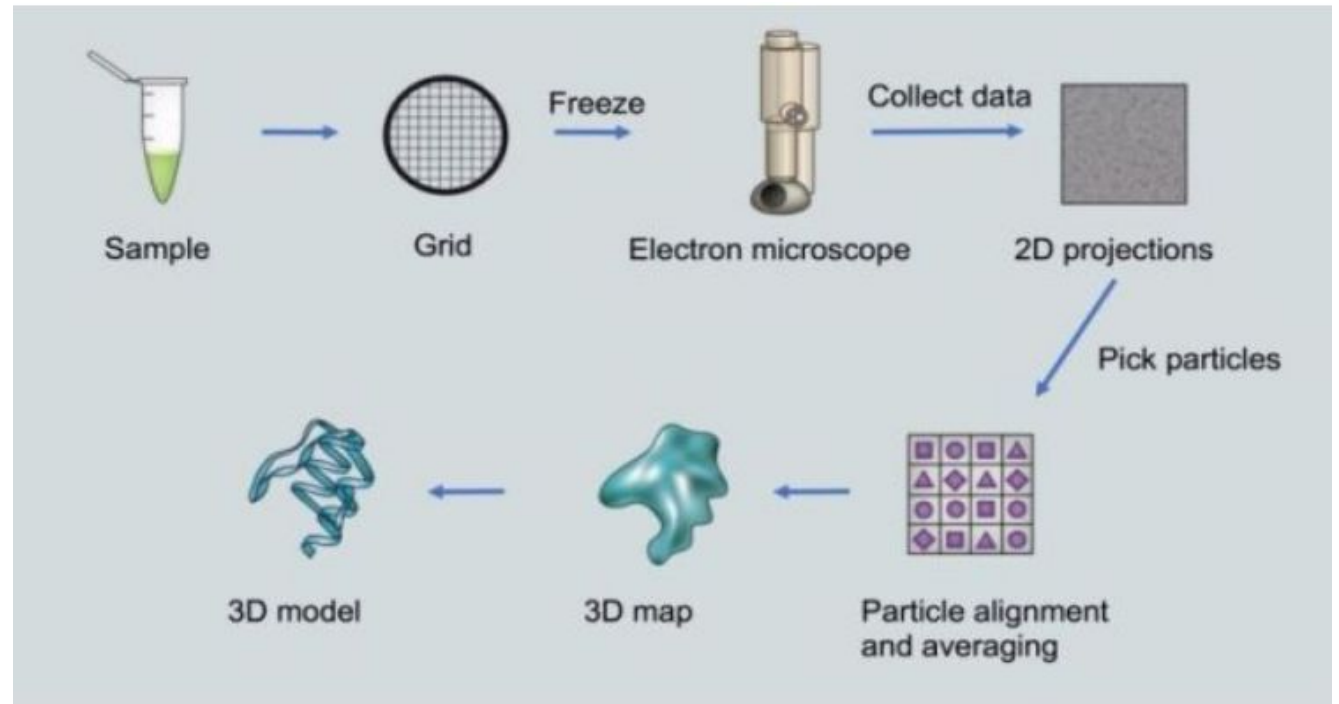 Freeze
Collect data
Sample
Grid
Electron microscope
2D projections
Pick particles
3D model
3D map
Particle alignment
and averaging